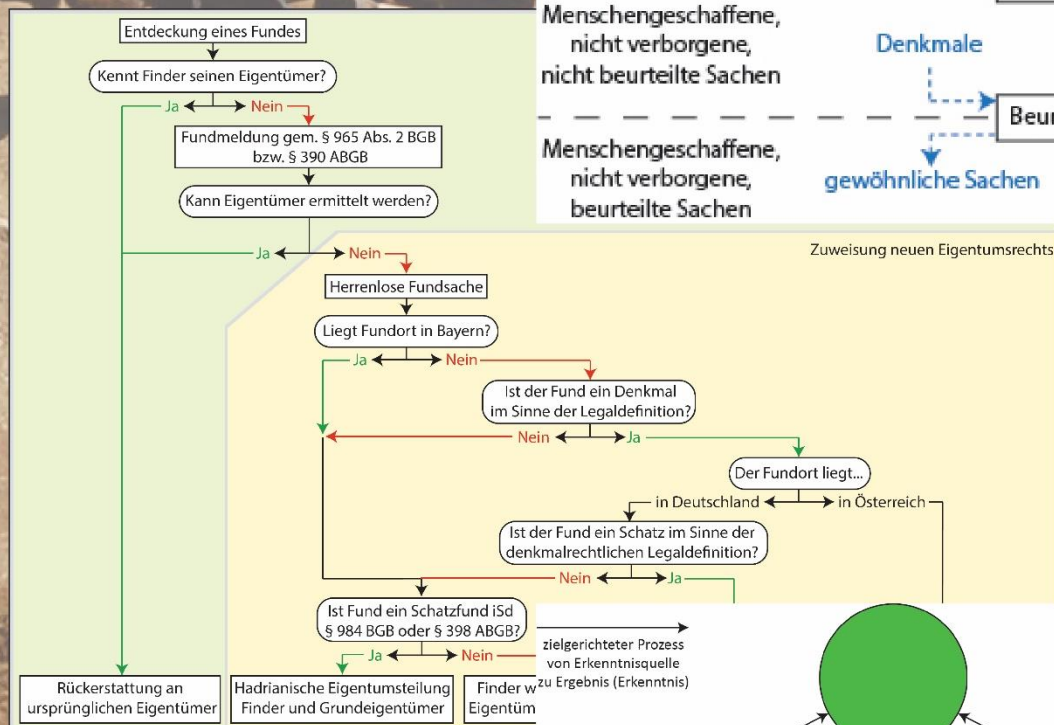 Entdeckung eines Fundes
Kennt Finder seinen Eigentümer?
Ja
Nein
Fundmeldung gem. § 965 Abs. 2 BGB
bzw. § 390 ABGB
Kann Eigentümer ermittelt werden?
Ja
Nein
Zuweisung neuen Eigentumsrechts
Herrenlose Fundsache
Liegt Fundort in Bayern?
Ja
Nein
Ist der Fund ein Denkmal
im Sinne der Legaldefinition?
Nein
Ja
Der Fundort liegt...
in Deutschland
in Österreich
Ist der Fund ein Schatz im Sinne der
denkmalrechtlichen Legaldefinition?
Nein
Ja
Ist Fund ein Schatzfund iSd
§ 984 BGB oder § 398 ABGB?
Ja
Nein
Rückerstattung an
ursprünglichen Eigentümer
Hadrianische Eigentumsteilung
Finder und Grundeigentümer
Finder
Menschengeschaffene,
nicht verborgene,
nicht beurteilte Sachen
Denkmale
Menschengeschaffene,
nicht verborgene,
beurteilte Sachen
gewöhnliche Sachen
zielgerichteter Prozess
von Erkenntnisquelle
zu Ergebnis (Erkenntnis)